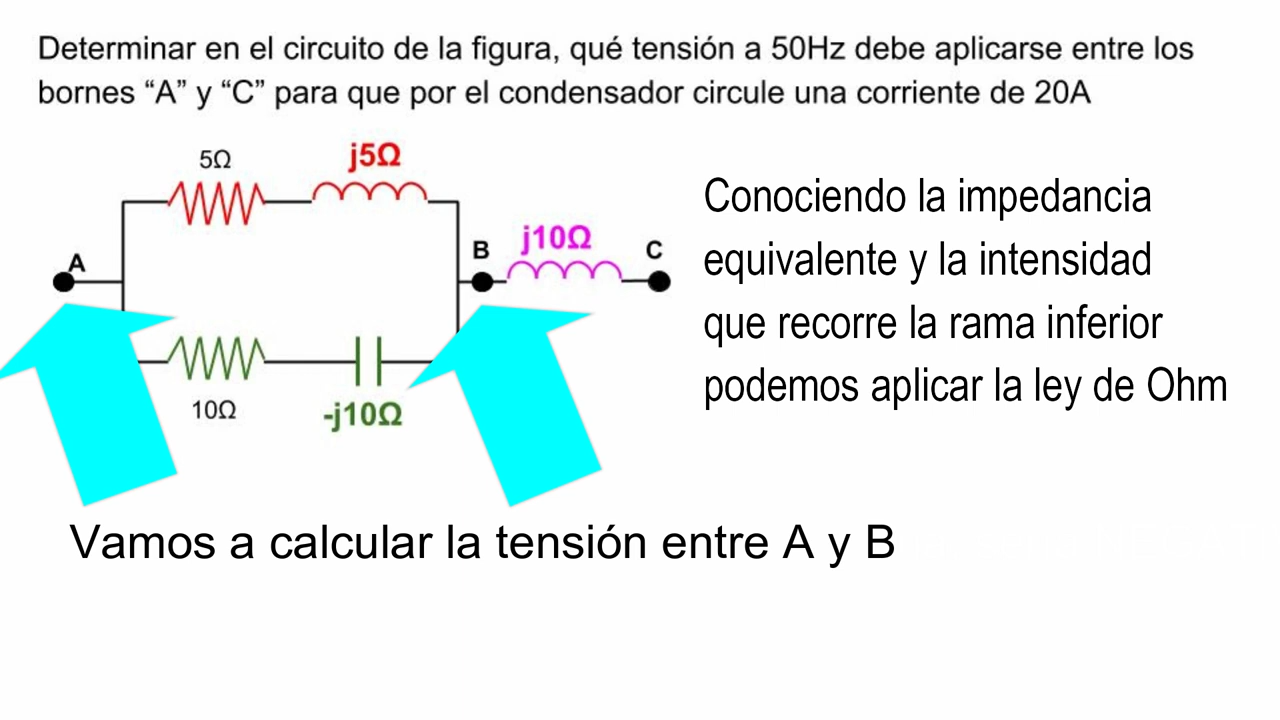 Determinar en el circuito de la figura, qué tensión a 50Hz debe aplicarse entre los
bornes “A” y “C” para que por el condensador circule una corriente de 20A
5Ω
j5Ω
A
B
j10Ω
C
10Ω
-j10Ω
Conociendo la impedancia
equivalente y la intensidad
que recorre la rama inferior
podemos aplicar la ley de Ohm
Vamos a calcular la tensión entre A y B